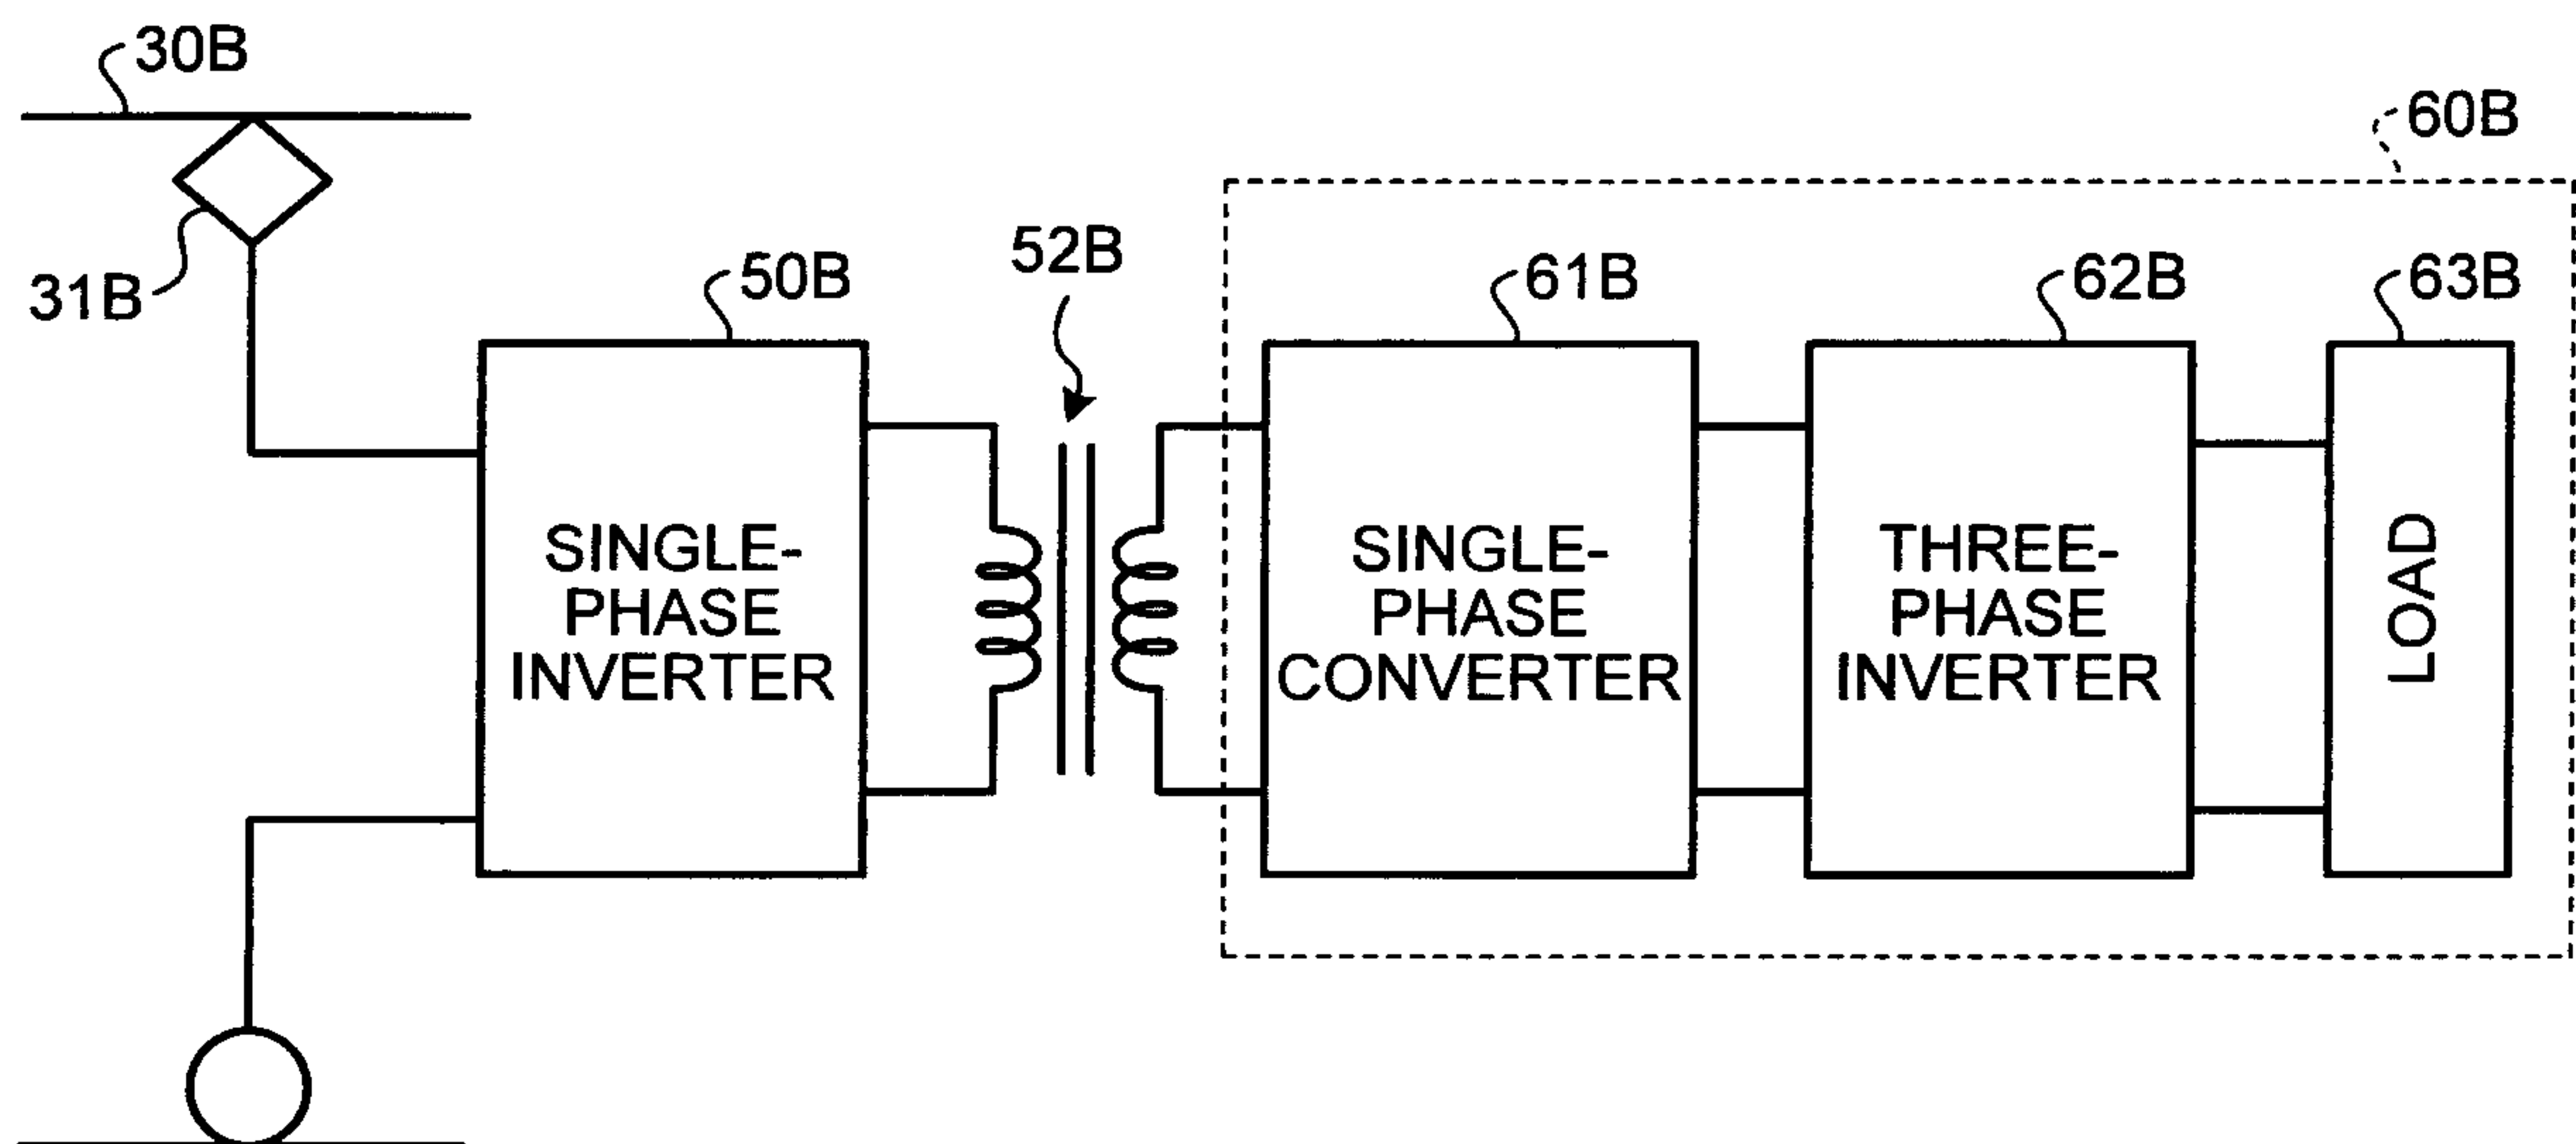 30B
60B
52B
31B
50B
61B
62B
63B
SINGLE-
PHASE
INVERTER
SINGLE-
PHASE
CONVERTER
THREE-
PHASE
INVERTER
LOAD